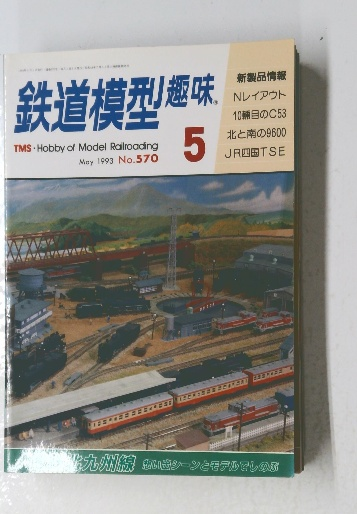 鉄道模型趣味
TMS・Hobby of Model Railroading
May 1993 No.570
5
新製品情報
Nレイアウト
10輛目のC53
北と南の9600
JR四国TSE
北九州線 想い出シーンとモデルでしのぶ